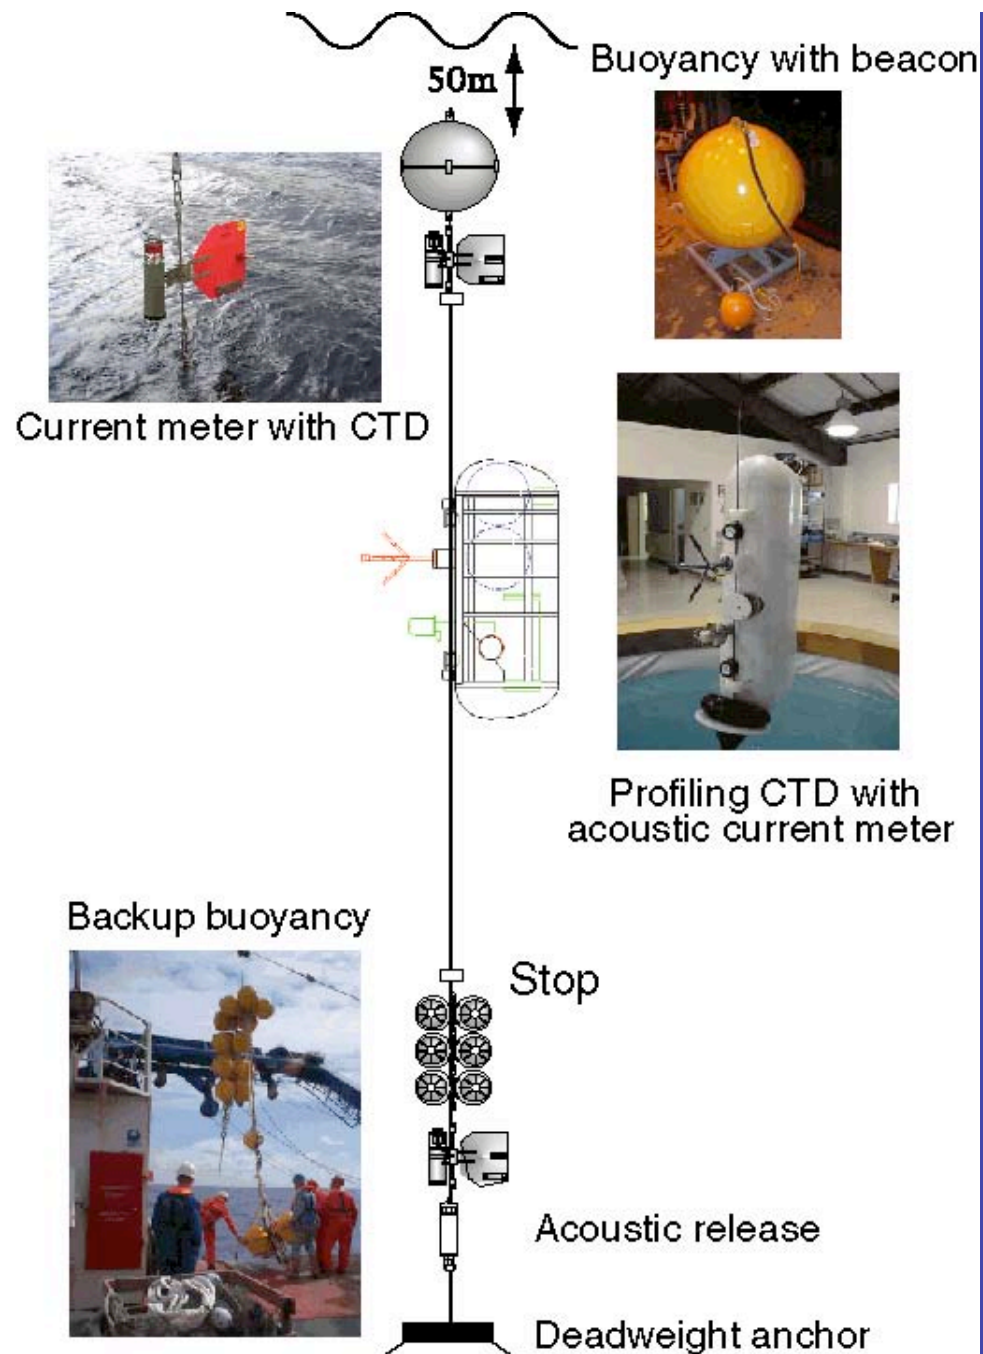 50m
Buoyancy with beacon
Current meter with CTD
Profiling CTD with
acoustic current meter
Backup buoyancy
Stop
Acoustic release
Deadweight anchor